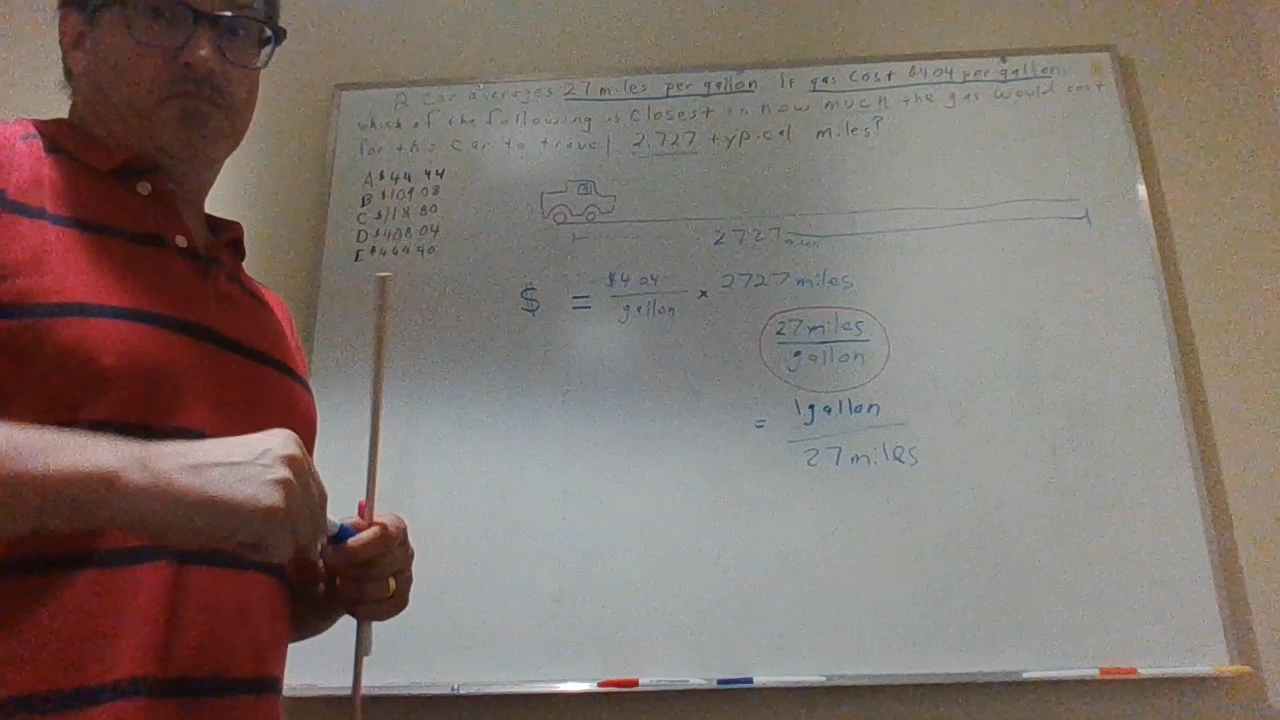 A car averages 27 miles per gallon If gas cost $4.04 per gallon
which of the following is closest to how much the gas would cost
for this car to travel 2,727 typical miles?
A $44 44
B $109 08
C $118 80
D $408 04
E $444 40
2727 miles
$ = $4 04 / gallon × 2727 miles
27 miles
gallon
= 1 gallon
27 miles